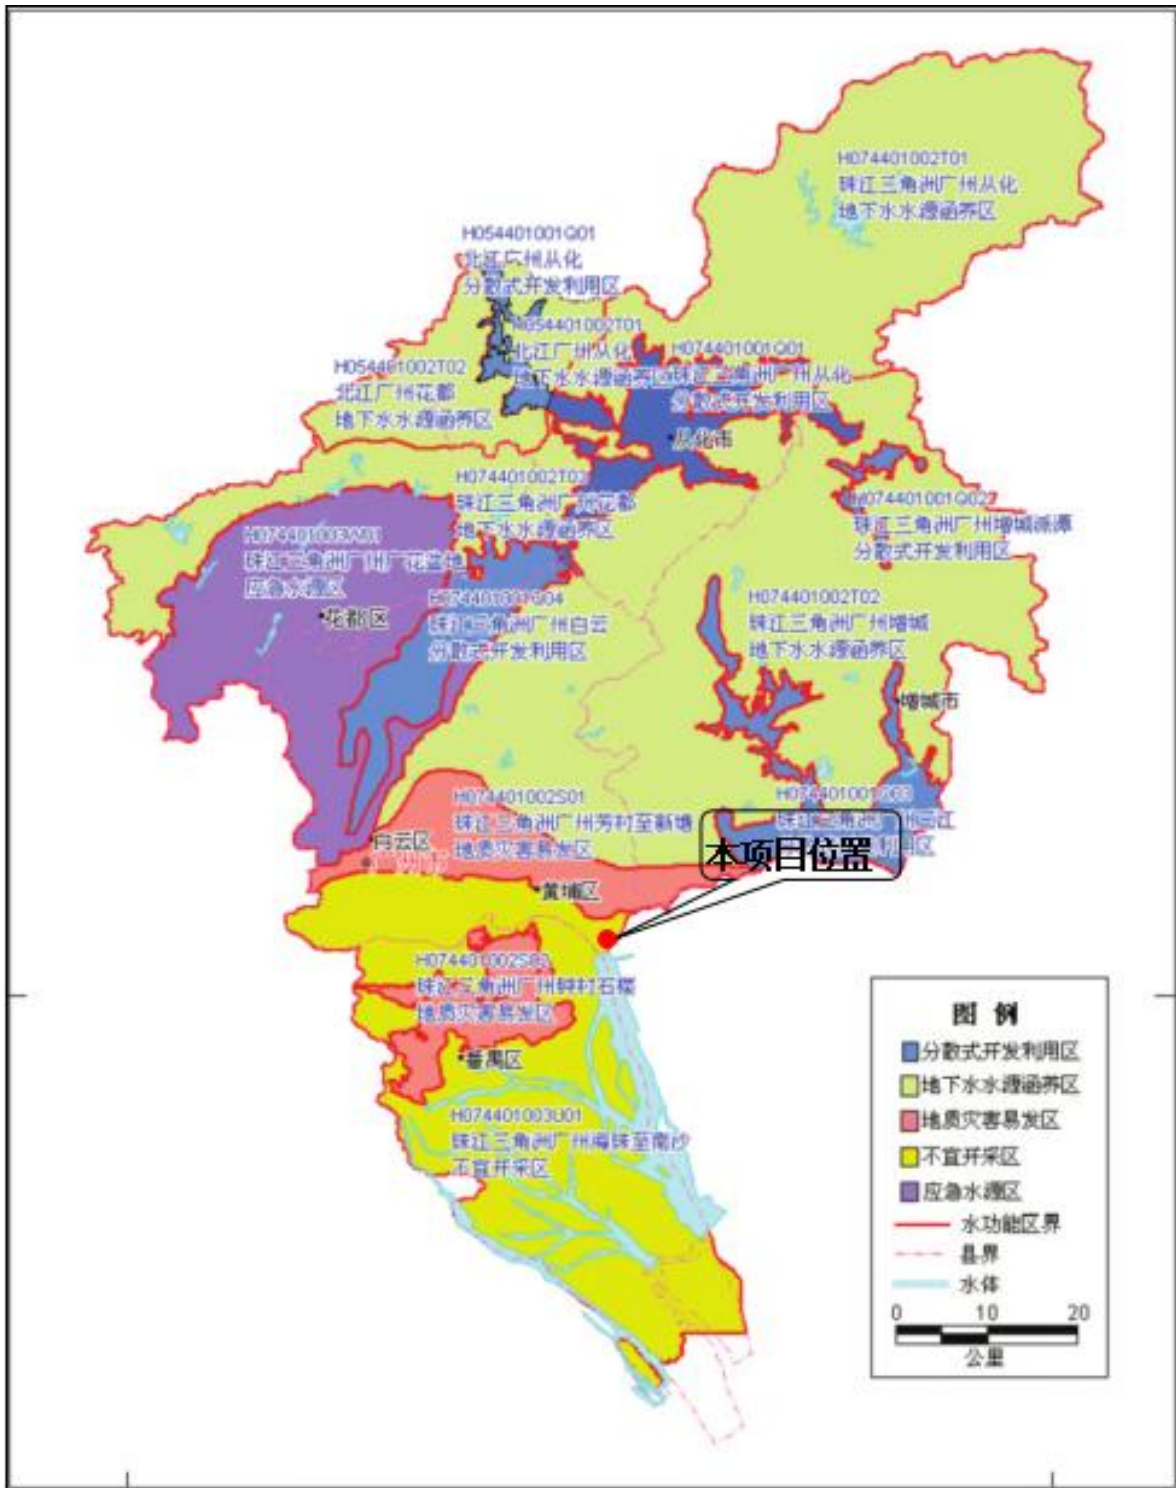 H074401002T01
珠江三角洲广州从化
地下水水源涵养区
H054401001Q01
北江广州从化
分散式开发利用区
H054401002T01
北江广州从化
地下水水源涵养区
H074401001Q01
珠江三角洲广州从化
分散式开发利用区
H054401002T02
北江广州花都
地下水水源涵养区
从化市
H074401002T03
珠江三角洲广州花都
地下水水源涵养区
H074401001Q02
珠江三角洲广州增城派潭
分散式开发利用区
珠江三角洲广州广花盆地
应急水源区
花都区
珠江三角洲广州白云
分散式开发利用区
H074401002T02
珠江三角洲广州增城
地下水水源涵养区
增城市
H074401002S01
珠江三角洲广州芳村至新塘
地质灾害易发区
利用区
本项目位置
白云区
广州市
黄埔区
H074401002S02
珠江三角洲广州钟村石楼
地质灾害易发区
番禺区
H074401003U01
珠江三角洲广州海珠至南沙
不宜开采区
图 例
分散式开发利用区
地下水水源涵养区
地质灾害易发区
不宜开采区
应急水源区
水功能区界
县界
水体
0 10 20
公里